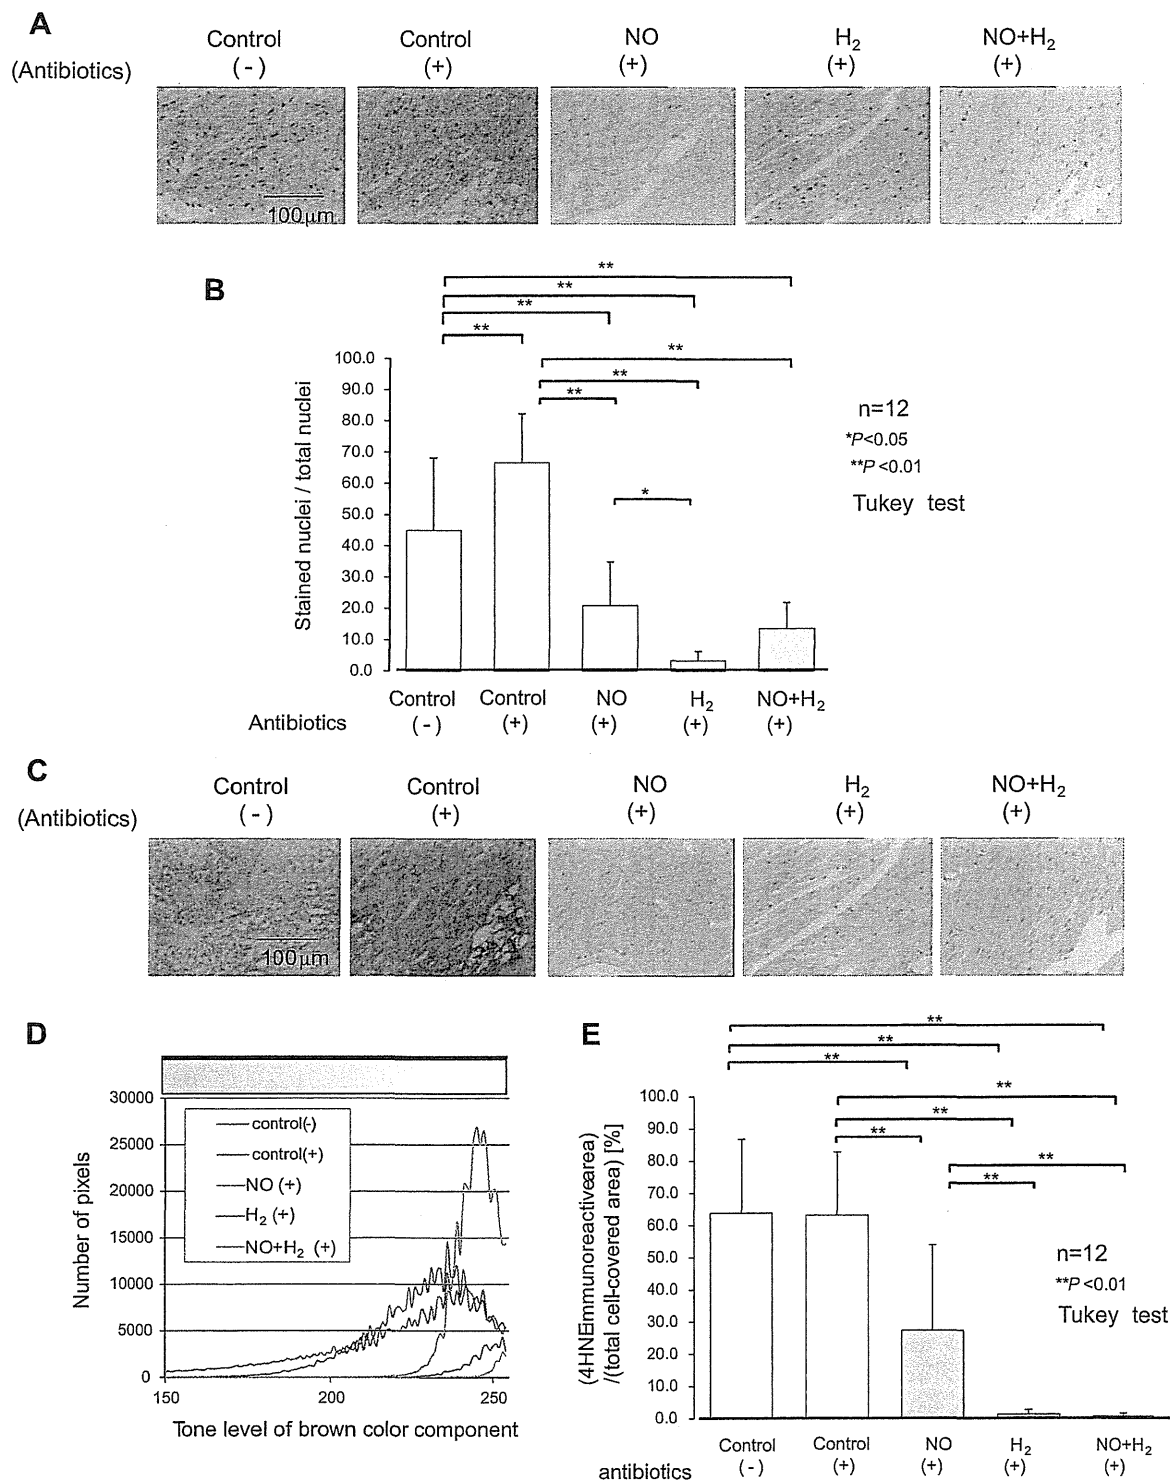 A
Control Control NO H₂ NO+H₂
(Antibiotics) (-) (+) (+) (+) (+)
100μm
B
** 
**
**
**
**
**
**
*
Stained nuclei / total nuclei
100.0
90.0
80.0
70.0
60.0
50.0
40.0
30.0
20.0
10.0
0.0
n=12
*P<0.05
**P<0.01
Tukey test
Control Control NO H₂ NO+H₂
Antibiotics (-) (+) (+) (+) (+)
C
Control Control NO H₂ NO+H₂
(Antibiotics) (-) (+) (+) (+) (+)
100μm
D
Number of pixels
30000
25000
20000
15000
10000
5000
0
control(-)
control(+)
NO (+)
H₂ (+)
NO+H₂ (+)
150 200 250
Tone level of brown color component
E
**
**
**
**
**
**
**
**
(4HNEImmunoreactivearea)
/(total cell-covered area) [%]
100.0
90.0
80.0
70.0
60.0
50.0
40.0
30.0
20.0
10.0
0.0
n=12
**P<0.01
Tukey test
Control Control NO H₂ NO+H₂
antibiotics (-) (+) (+) (+) (+)